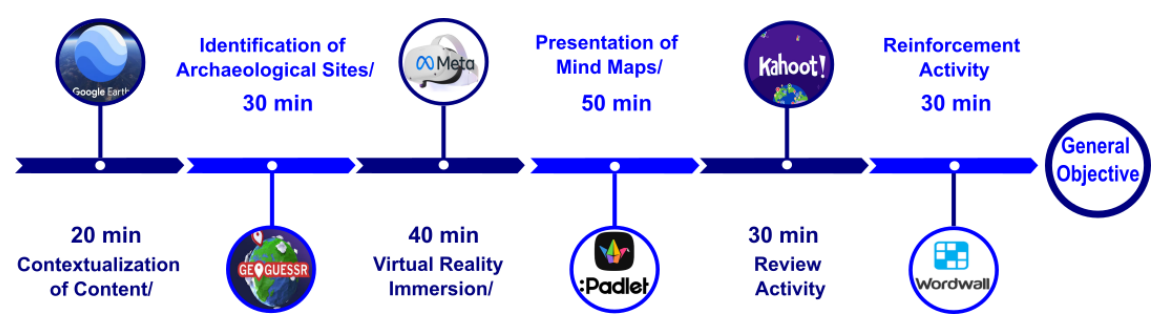 Google Earth
20 min
Contextualization
of Content/
Identification of
Archaeological Sites/
30 min
GEOGUESSR
Meta
40 min
Virtual Reality
Immersion/
Presentation of
Mind Maps/
50 min
:Padlet
Kahoot!
30 min
Review
Activity
Reinforcement
Activity
30 min
Wordwall
General
Objective